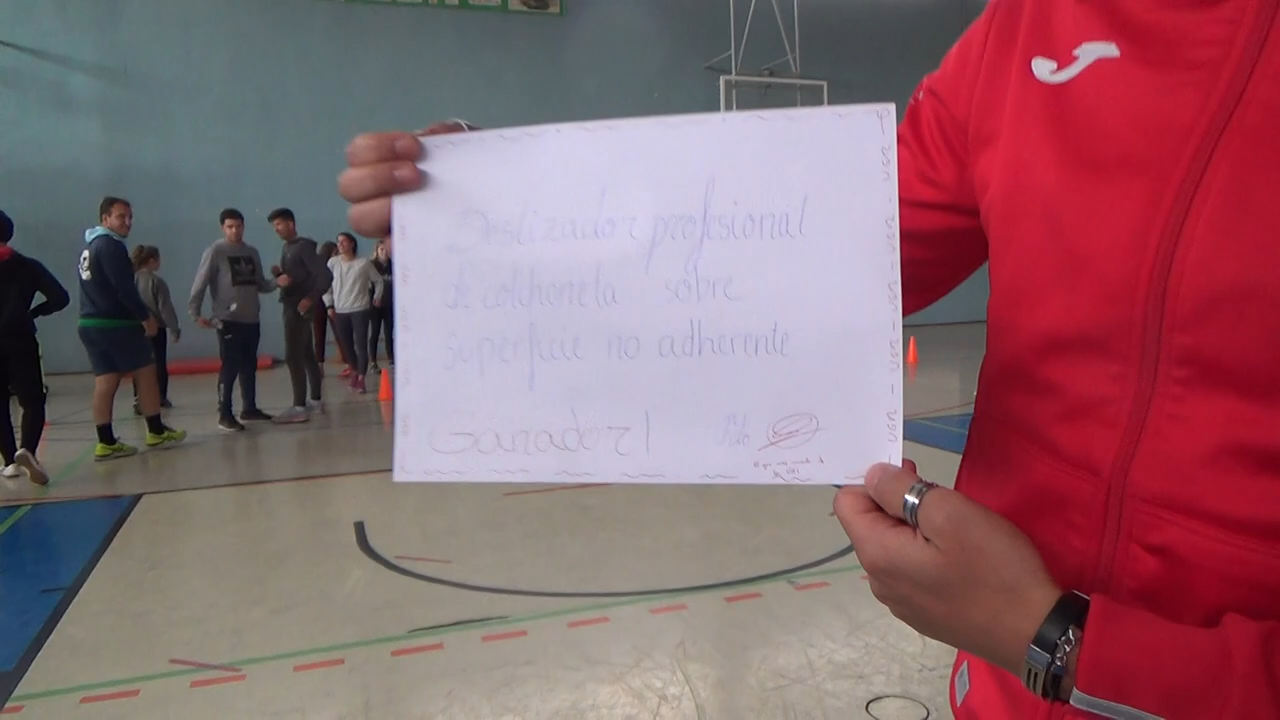 Deslizador profesional
de colchoneta sobre
superficie no adherente
Ganador!